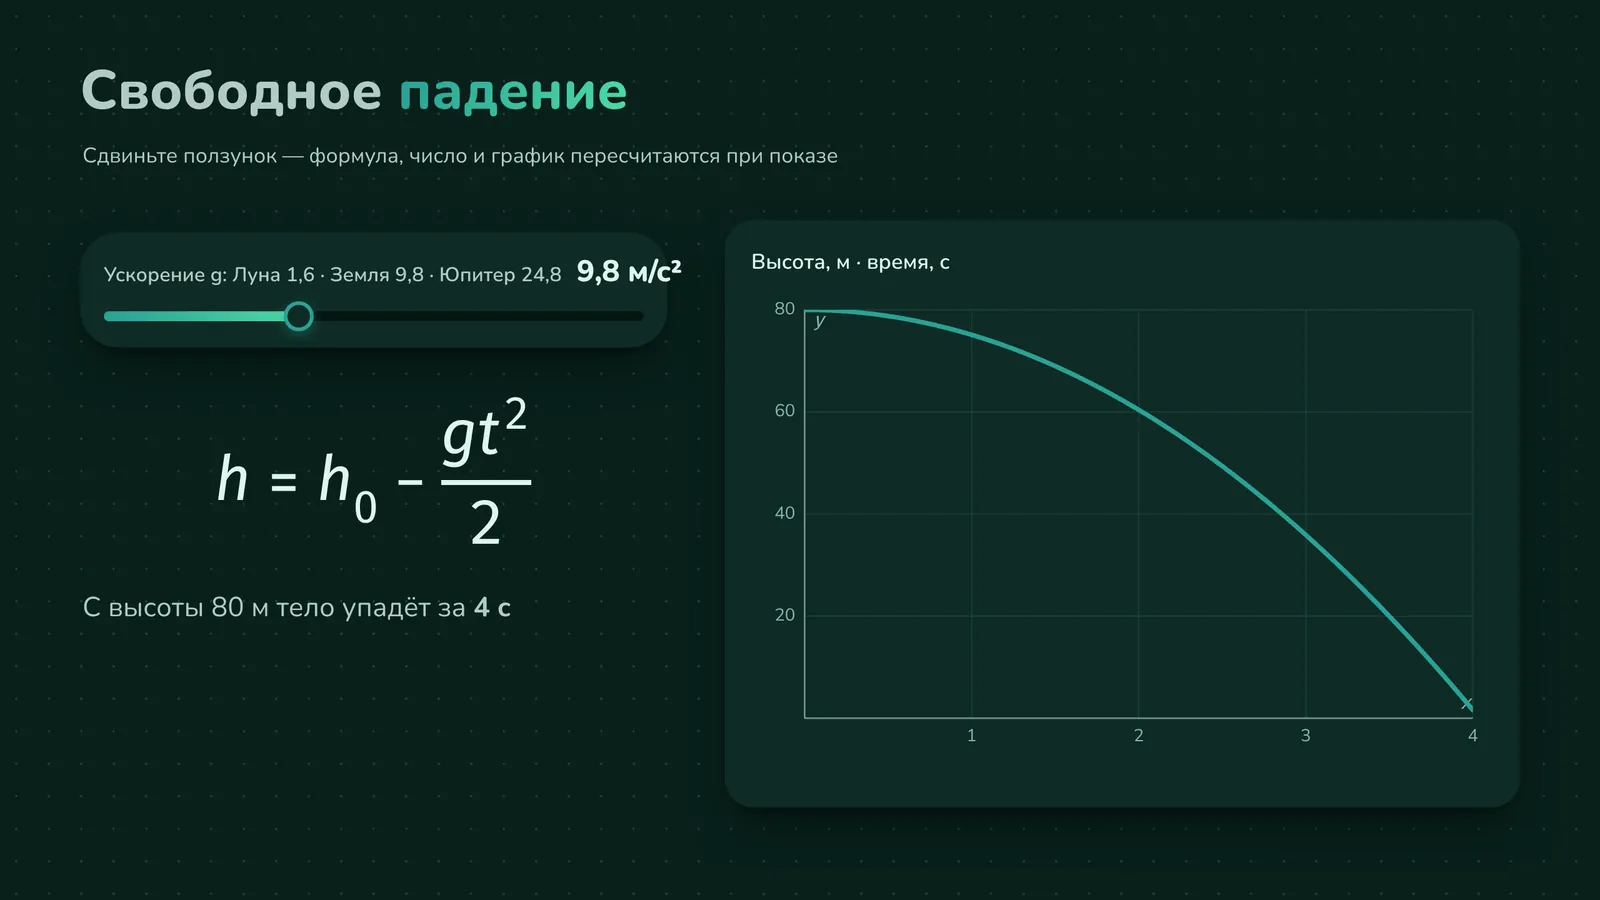 Свободное падение
Сдвиньте ползунок — формула, число и график пересчитаются при показе
Ускорение g: Луна 1,6 · Земля 9,8 · Юпитер 24,8 9,8 м/с²
h = h₀ − gt²/2
С высоты 80 м тело упадёт за 4 с
Высота, м · время, с
80
y
60
40
20
x
1 2 3 4